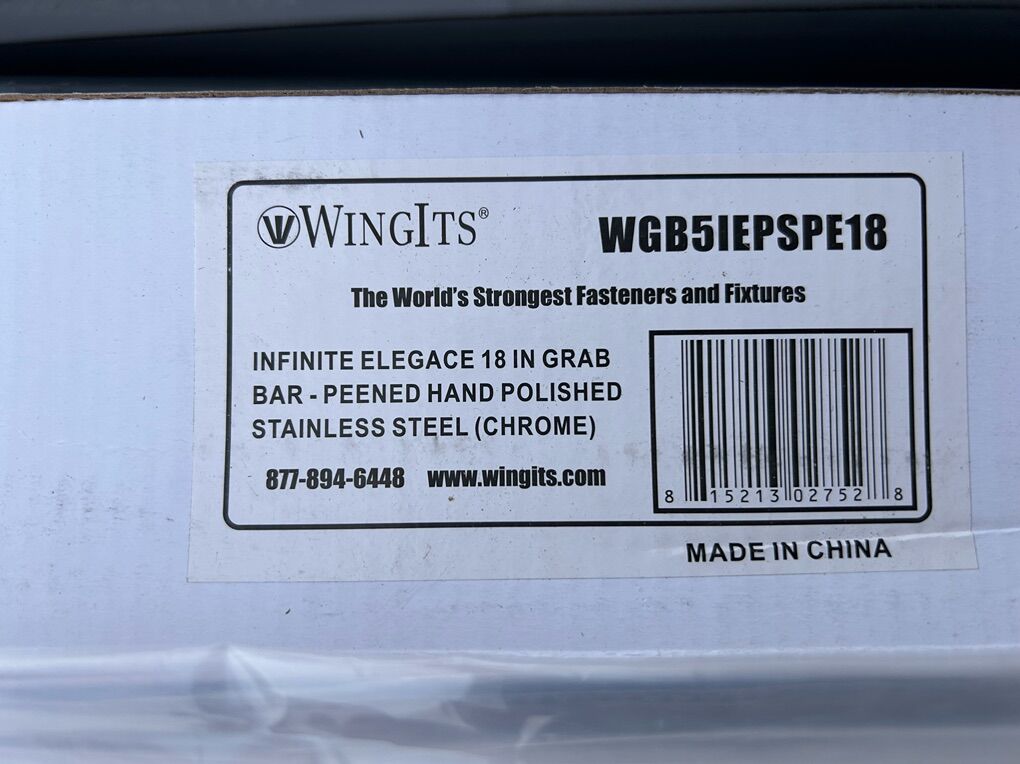 WINGITS®
WGB5IEPSPE18
The World's Strongest Fasteners and Fixtures
INFINITE ELEGACE 18 IN GRAB
BAR - PEENED HAND POLISHED
STAINLESS STEEL (CHROME)
877-894-6448 www.wingits.com
8 15213 02752 8
MADE IN CHINA